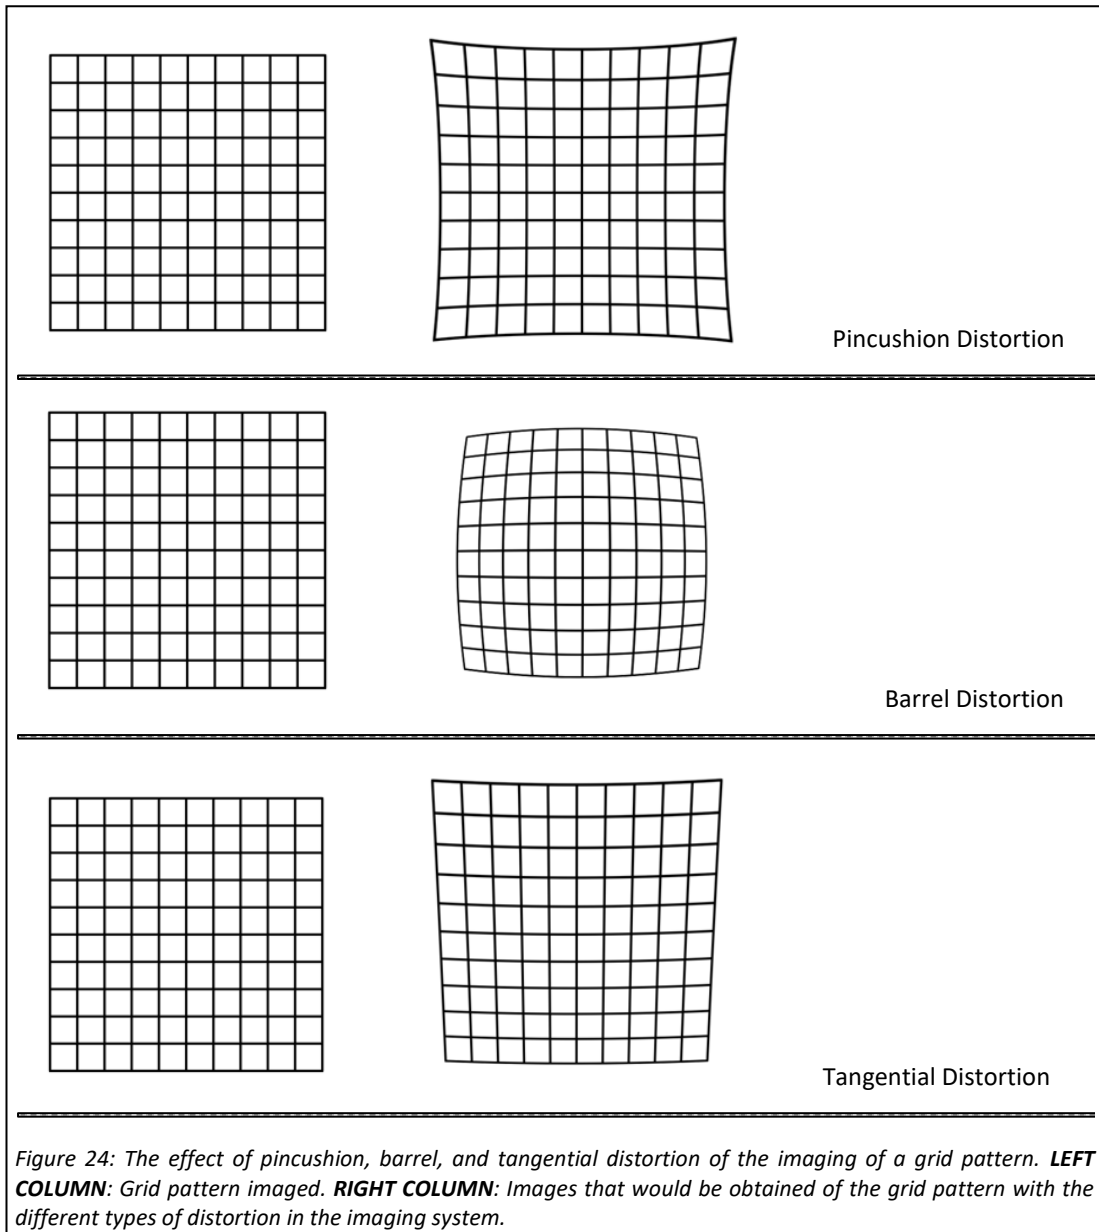 Pincushion Distortion
Barrel Distortion
Tangential Distortion
Figure 24: The effect of pincushion, barrel, and tangential distortion of the imaging of a grid pattern. LEFT
COLUMN: Grid pattern imaged. RIGHT COLUMN: Images that would be obtained of the grid pattern with the
different types of distortion in the imaging system.